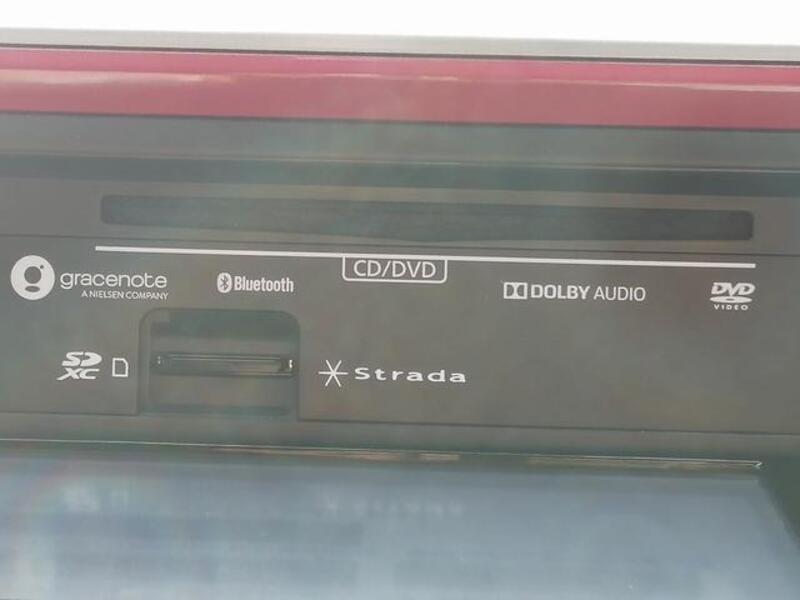 gracenote
A NIELSEN COMPANY
Bluetooth
CD/DVD
DOLBY AUDIO
DVD
VIDEO
SD
XC
Strada